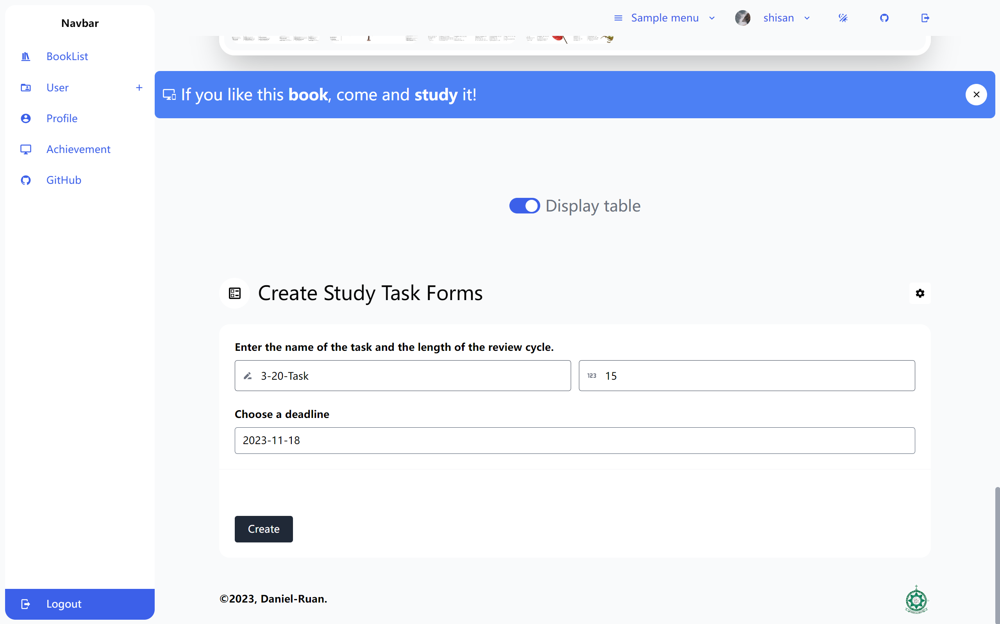 Navbar
Sample menu
shisan
BookList
User
Profile
Achievement
GitHub
If you like this book, come and study it!
Display table
Create Study Task Forms
Enter the name of the task and the length of the review cycle.
3-20-Task
123 15
Choose a deadline
2023-11-18
Create
©2023, Daniel-Ruan.
Logout